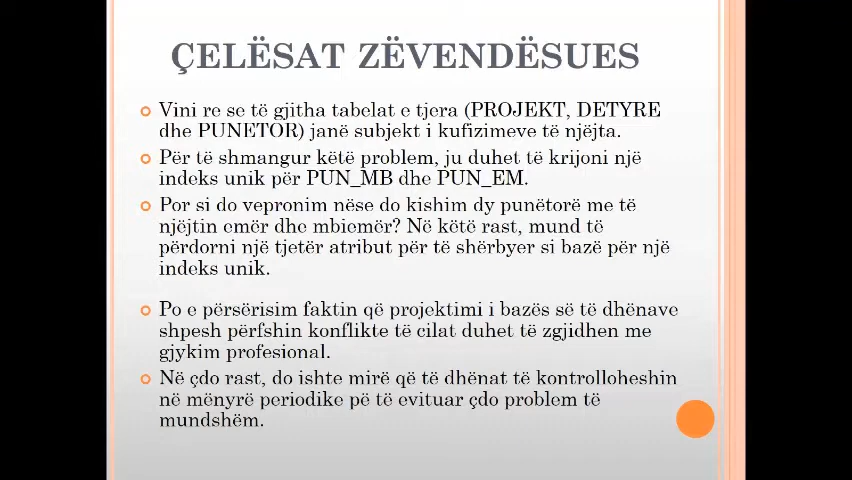 ÇELËSAT ZËVENDËSUES
Vini re se të gjitha tabelat e tjera (PROJEKT, DETYRE
dhe PUNETOR) janë subjekt i kufizimeve të njëjta.
Për të shmangur këtë problem, ju duhet të krijoni një
indeks unik për PUN_MB dhe PUN_EM.
Por si do vepronim nëse do kishim dy punëtorë me të
njëjtin emër dhe mbiemër? Në këtë rast, mund të
përdorni një tjetër atribut për të shërbyer si bazë për një
indeks unik.
Po e përsërisim faktin që projektimi i bazës së të dhënave
shpesh përfshin konflikte të cilat duhet të zgjidhen me
gjykim profesional.
Në çdo rast, do ishte mirë që të dhënat të kontrolloheshin
në mënyrë periodike pë të evituar çdo problem të
mundshëm.